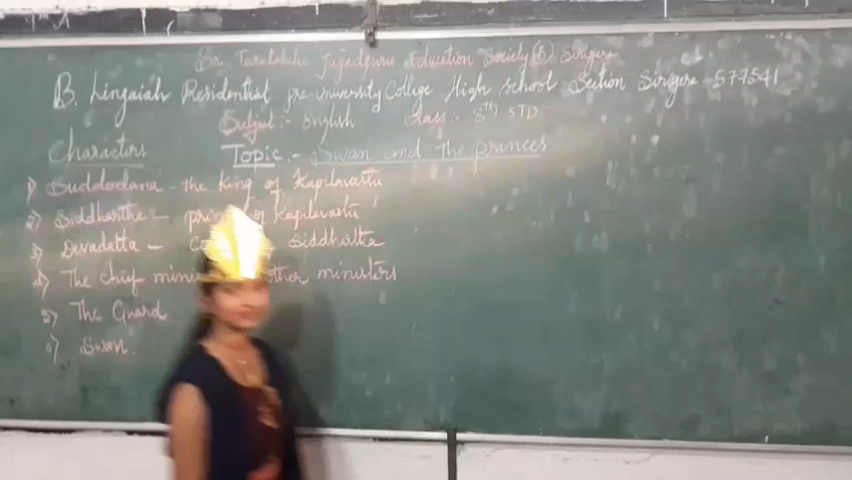 Sri Taralabalu Jagadguru Education Society (R) Sirigere
B. Lingaiah Residential pre-university College High school Section Sirigere - 577541
Subject :- English Class :- 8th STD
Characters Topic :- Swan and the princes
1) Suddodana - the king of Kapilavastu
2) Siddhartha - prince of Kapilavastu
3) Devadatta - Siddhartha
4) The chief other ministers
5) The Guard
6) Swan.